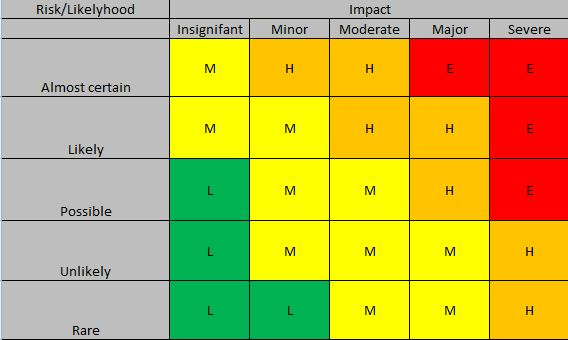 Risk/Likelyhood Impact
Insignifant Minor Moderate Major Severe
Almost certain M H H E E
Likely M M H H E
Possible L M M H E
Unlikely L M M M H
Rare L L M M H